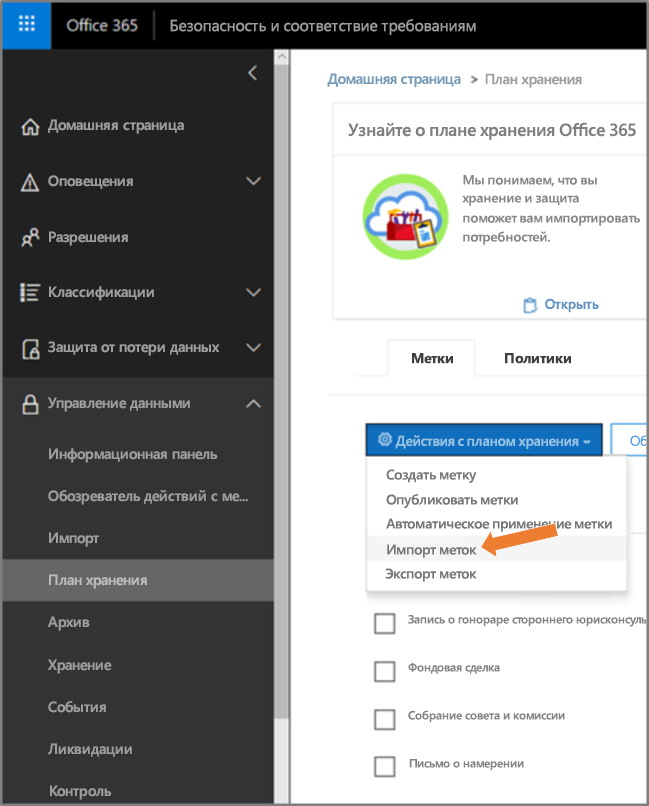 Office 365
Безопасность и соответствие требованиям
Домашняя страница
Оповещения
Разрешения
Классификации
Защита от потери данных
Управление данными
Информационная панель
Обозреватель действий с ме...
Импорт
План хранения
Архив
Хранение
События
Ликвидации
Контроль
Домашняя страница > План хранения
Узнайте о плане хранения Office 365
Мы понимаем, что вы
хранение и защита
поможет вам импортировать
потребностей.
Открыть
Метки
Политики
Действия с планом хранения
Об
Создать метку
Опубликовать метки
Автоматическое применение метки
Импорт меток
Экспорт меток
Запись о гонораре стороннего юрисконсуль
Фондовая сделка
Собрание совета и комиссии
Письмо о намерении